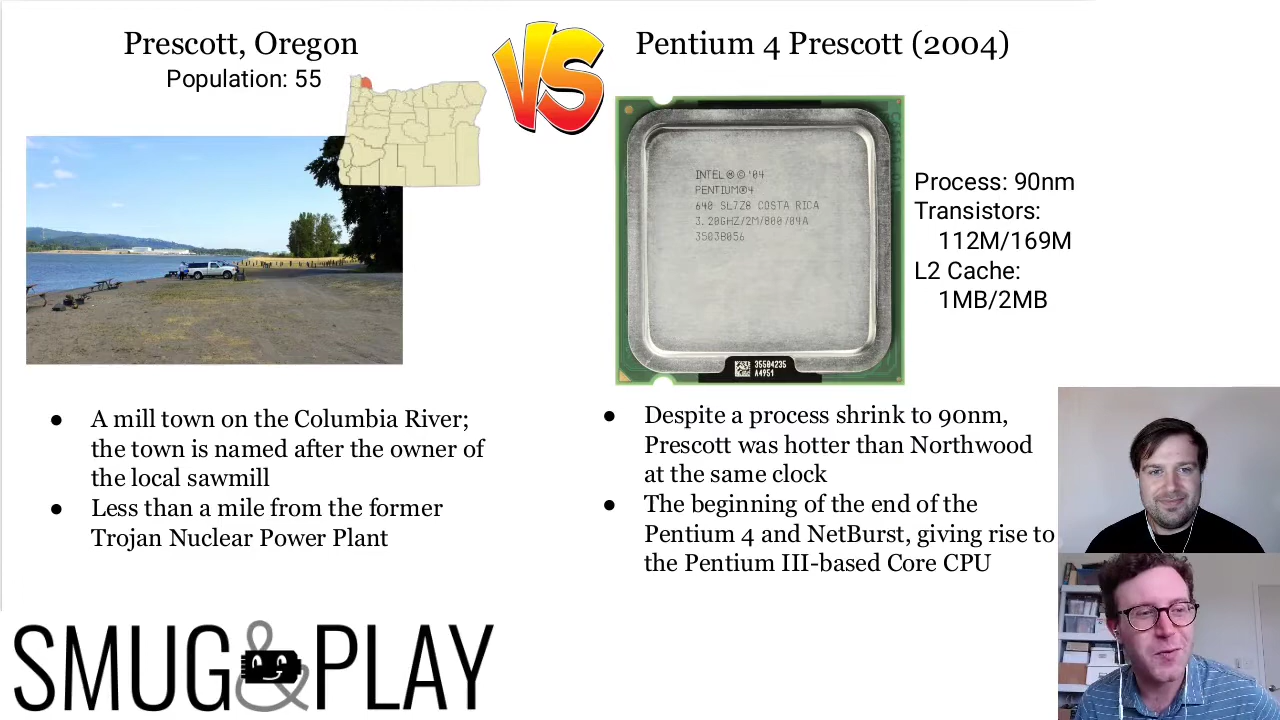 Prescott, Oregon
Population: 55
VS
Pentium 4 Prescott (2004)
INTEL®©'04
PENTIUM®4
640 SL7Z8 COSTA RICA
3.20GHZ/2M/800/04A
3503B056
35504235
A4951
Process: 90nm
Transistors:
112M/169M
L2 Cache:
1MB/2MB
● A mill town on the Columbia River;
the town is named after the owner of
the local sawmill
● Less than a mile from the former
Trojan Nuclear Power Plant
● Despite a process shrink to 90nm,
Prescott was hotter than Northwood
at the same clock
● The beginning of the end of the
Pentium 4 and NetBurst, giving rise to
the Pentium III-based Core CPU
SMUG&PLAY